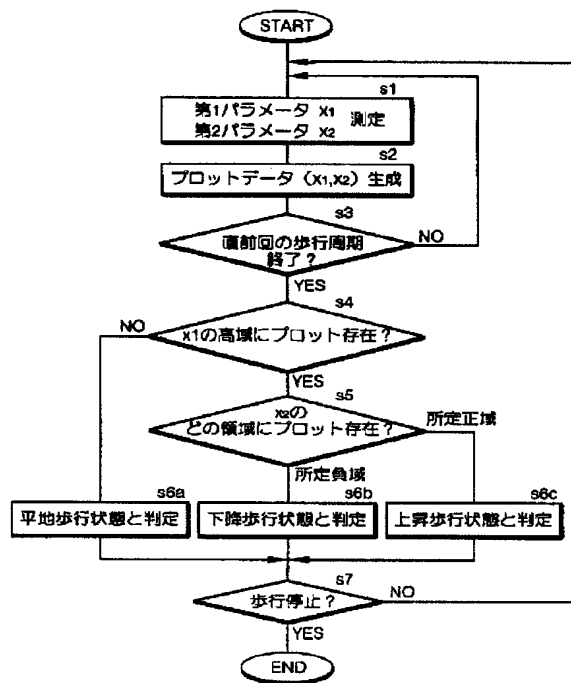 START
s1
第1パラメータ x1
第2パラメータ x2
測定
s2
プロットデータ (x1,x2) 生成
s3
直前回の歩行周期
終了?
NO
YES
s4
NO
x1の高域にプロット存在?
YES
s5
x2の
どの領域にプロット存在?
所定正域
所定負域
s6a
s6b
s6c
平地歩行状態と判定
下降歩行状態と判定
上昇歩行状態と判定
s7
歩行停止?
NO
YES
END